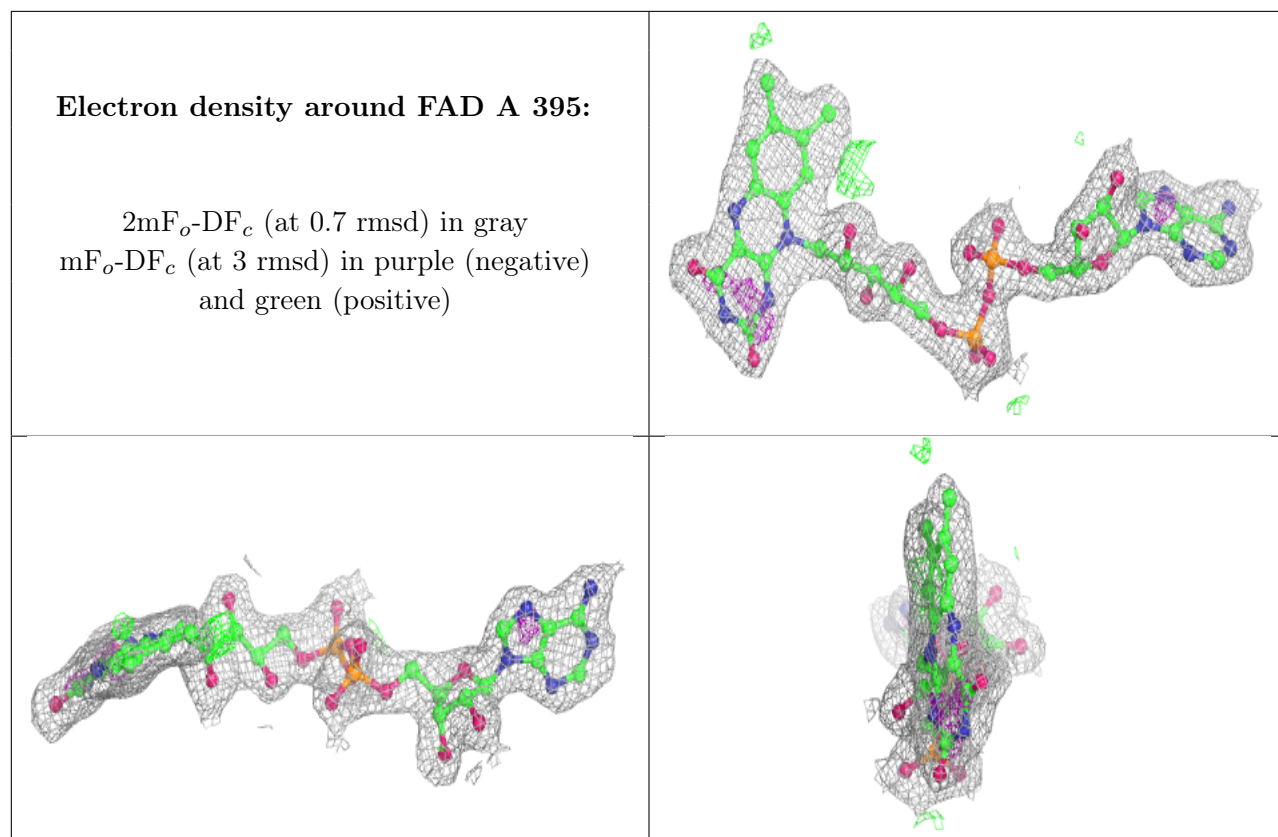 Electron density around FAD A 395:
2mFo-DFc (at 0.7 rmsd) in gray
mFo-DFc (at 3 rmsd) in purple (negative)
and green (positive)